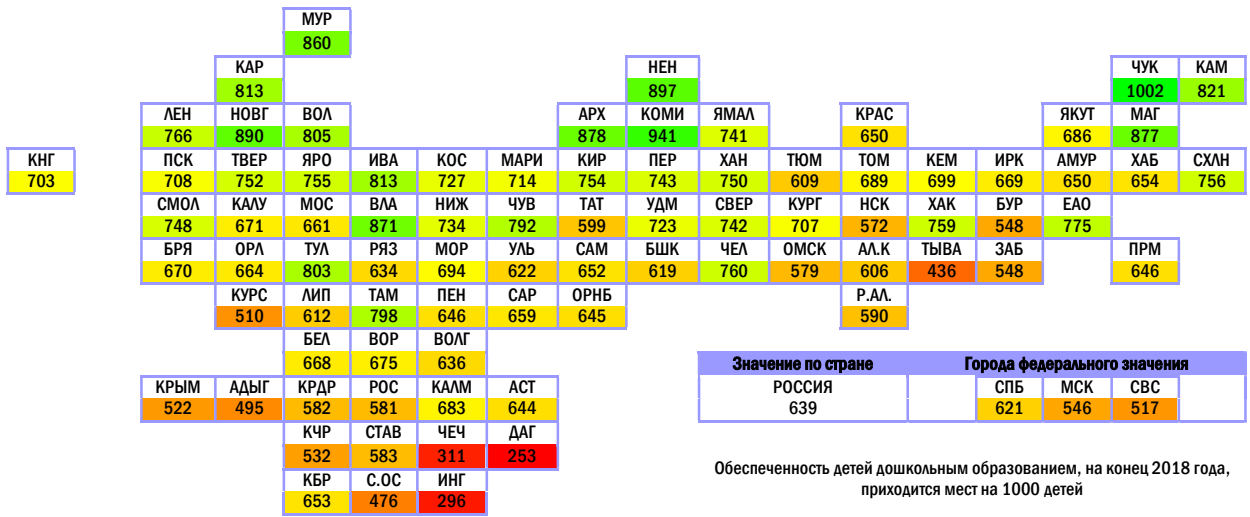 МУР
860
КАР НЕН ЧУК КАМ
813 897 1002 821
ЛЕН НОВГ ВОЛ АРХ КОМИ ЯМАЛ КРАС ЯКУТ МАГ
766 890 805 878 941 741 650 686 877
КНГ ПСК ТВЕР ЯРО ИВА КОС МАРИ КИР ПЕР ХАН ТЮМ ТОМ КЕМ ИРК АМУР ХАБ СХЛН
703 708 752 755 813 727 714 754 743 750 609 689 699 669 650 654 756
СМОЛ КАЛУ МОС ВЛА НИЖ ЧУВ ТАТ УДМ СВЕР КУРГ НСК ХАК БУР ЕАО
748 671 661 871 734 792 599 723 742 707 572 759 548 775
БРЯ ОРЛ ТУЛ РЯЗ МОР УЛЬ САМ БШК ЧЕЛ ОМСК АЛ.К ТЫВА ЗАБ ПРМ
670 664 803 634 694 622 652 619 760 579 606 436 548 646
КУРС ЛИП ТАМ ПЕН САР ОРНБ Р.АЛ.
510 612 798 646 659 645 590
БЕЛ ВОР ВОЛГ
668 675 636
Значение по стране Города федерального значения
КРЫМ АДЫГ КРДР РОС КАЛМ АСТ РОССИЯ СПБ МСК СВС
522 495 582 581 683 644 639 621 546 517
КЧР СТАВ ЧЕЧ ДАГ
532 583 311 253
КБР С.ОС ИНГ
653 476 296
Обеспеченность детей дошкольным образованием, на конец 2018 года,
приходится мест на 1000 детей